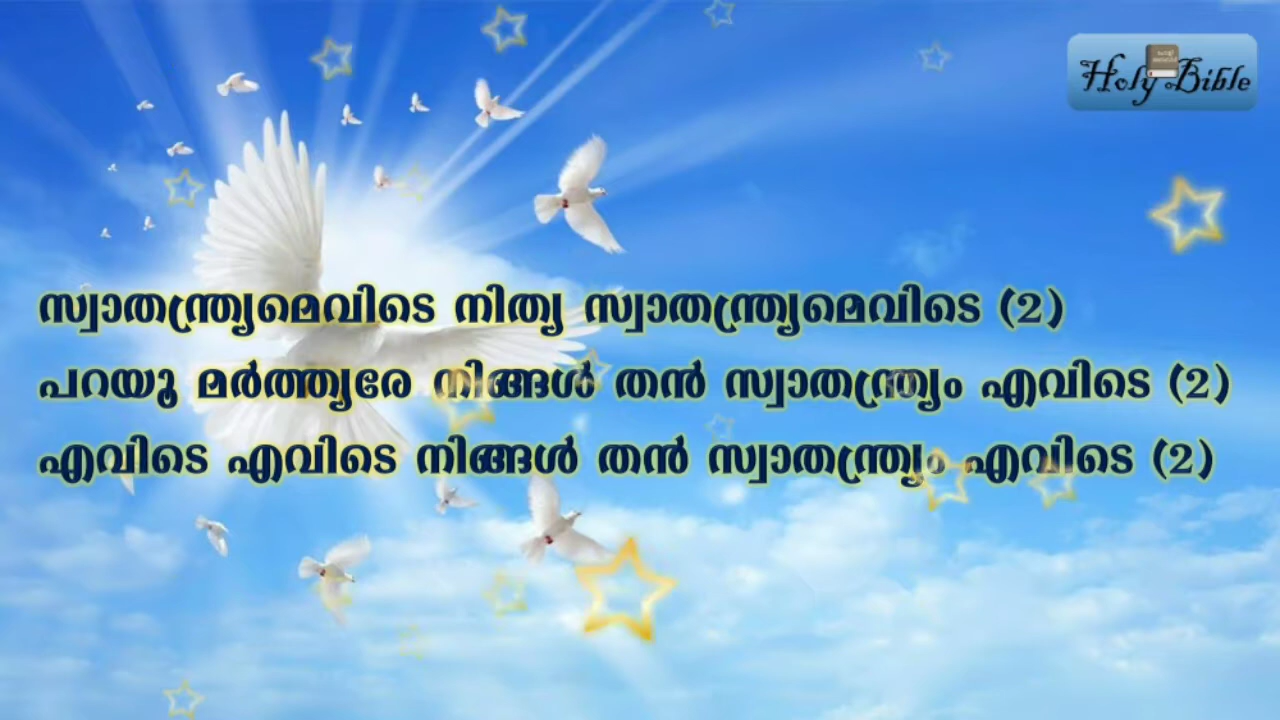 Holy Bible
സ്വാതന്ത്ര്യമെവിടെ നിത്യ സ്വാതന്ത്ര്യമെവിടെ (2)
പറയൂ മർത്ത്യരേ നിങ്ങൾ തൻ സ്വാതന്ത്ര്യം എവിടെ (2)
എവിടെ എവിടെ നിങ്ങൾ തൻ സ്വാതന്ത്ര്യം എവിടെ (2)